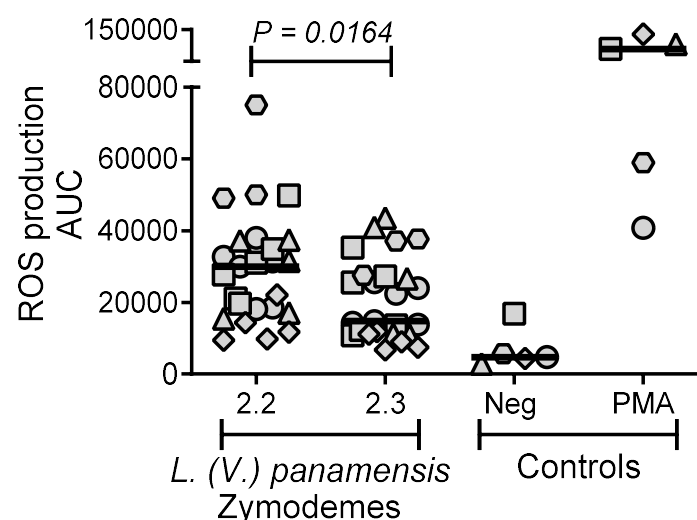 ROS production
AUC
150000
80000
60000
40000
20000
0
P = 0.0164
2.2
2.3
Neg
PMA
L. (V.) panamensis
Zymodemes
Controls